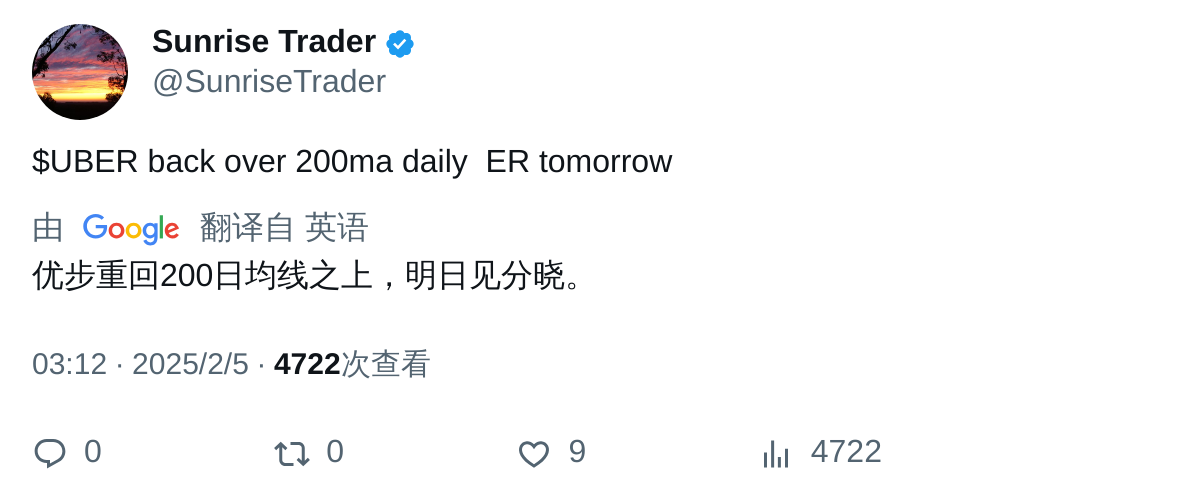 Sunrise Trader
@SunriseTrader
$UBER back over 200ma daily  ER tomorrow
由 Google 翻译自 英语
优步重回200日均线之上，明日见分晓。
03:12 · 2025/2/5 · 4722次查看
0 0 9 4722